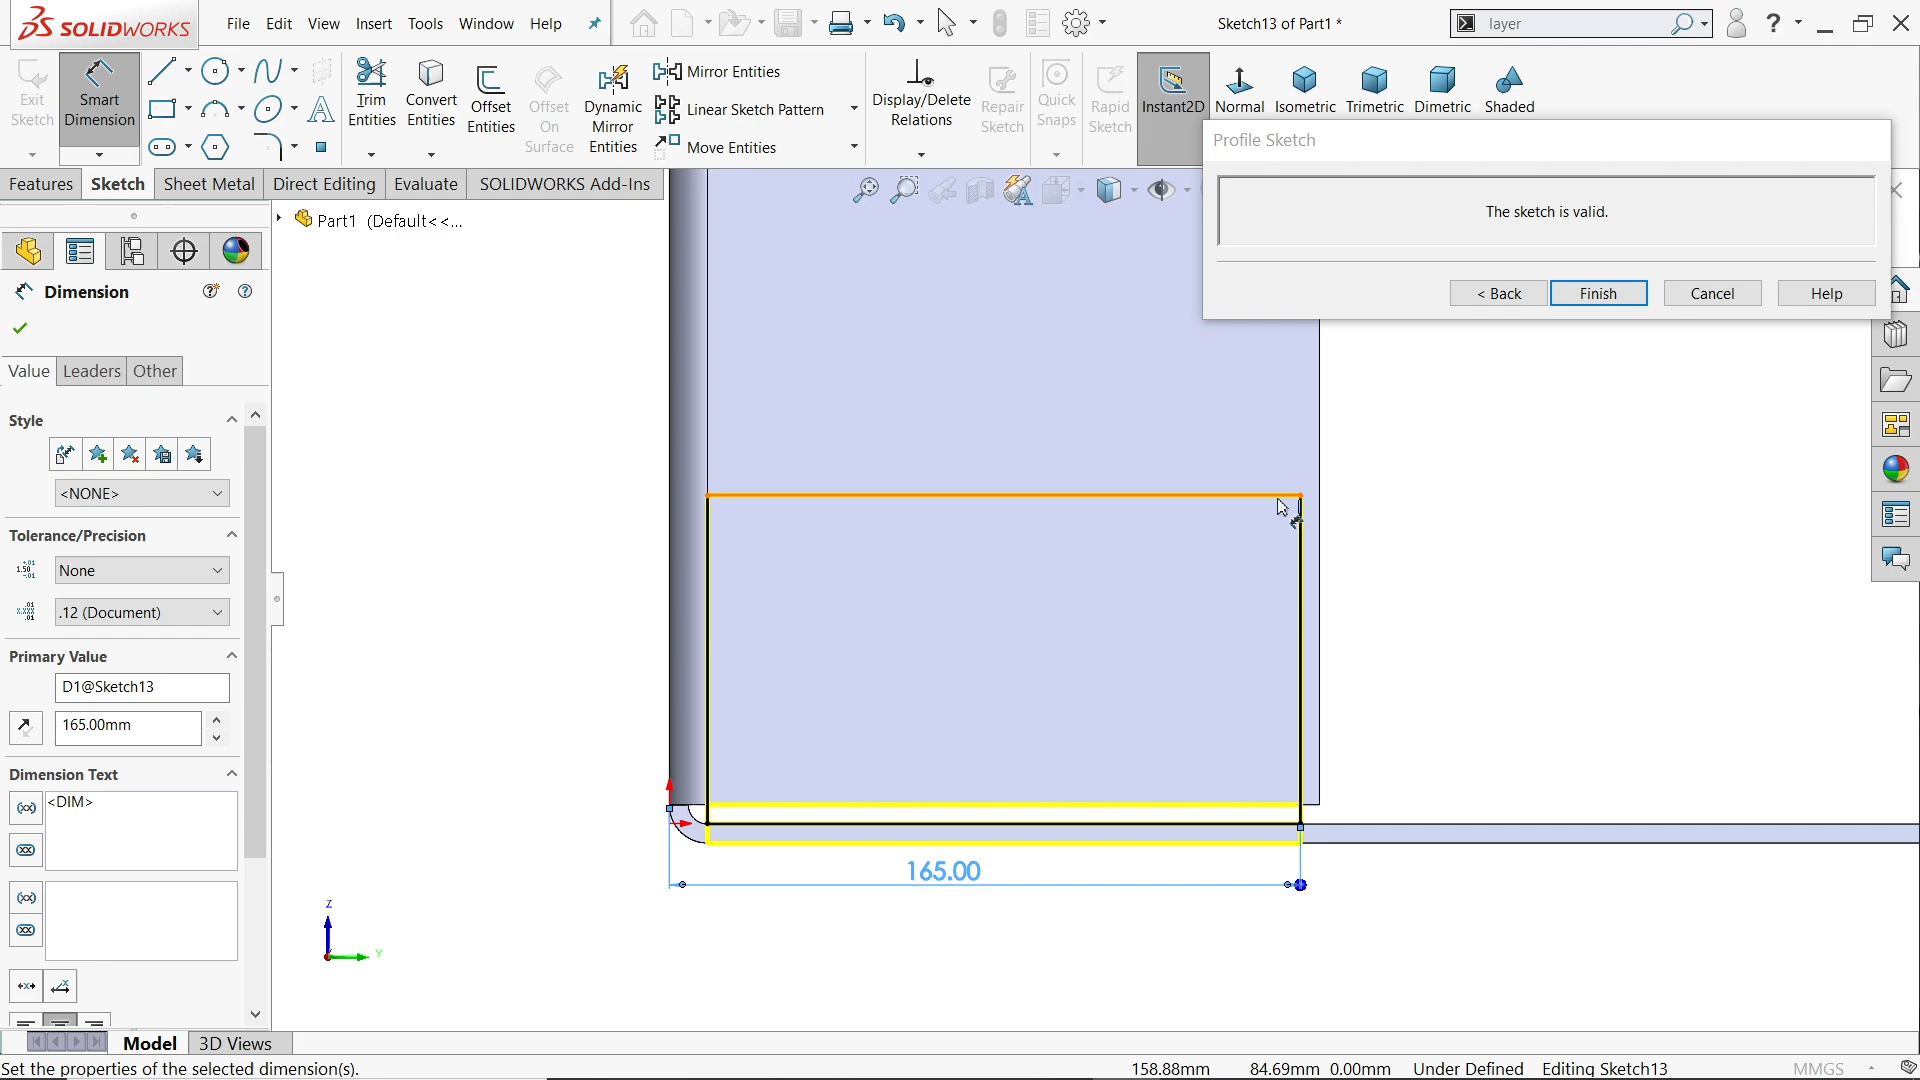 SOLIDWORKS
File Edit View Insert Tools Window Help
Sketch13 of Part1 *
layer
Exit Sketch
Smart Dimension
Trim Entities
Convert Entities
Offset Entities
Offset On Surface
Dynamic Mirror Entities
Mirror Entities
Linear Sketch Pattern
Move Entities
Display/Delete Relations
Repair Sketch
Quick Snaps
Rapid Sketch
Instant2D
Normal
Isometric
Trimetric
Dimetric
Shaded
Features Sketch Sheet Metal Direct Editing Evaluate SOLIDWORKS Add-Ins
Profile Sketch
The sketch is valid.
< Back Finish Cancel Help
Part1 (Default<<...
Dimension
Value Leaders Other
Style
<NONE>
Tolerance/Precision
None
.12 (Document)
Primary Value
D1@Sketch13
165.00mm
Dimension Text
<DIM>
165.00
Z
Y
Model 3D Views
Set the properties of the selected dimension(s).
158.88mm 84.69mm 0.00mm Under Defined Editing Sketch13 MMGS